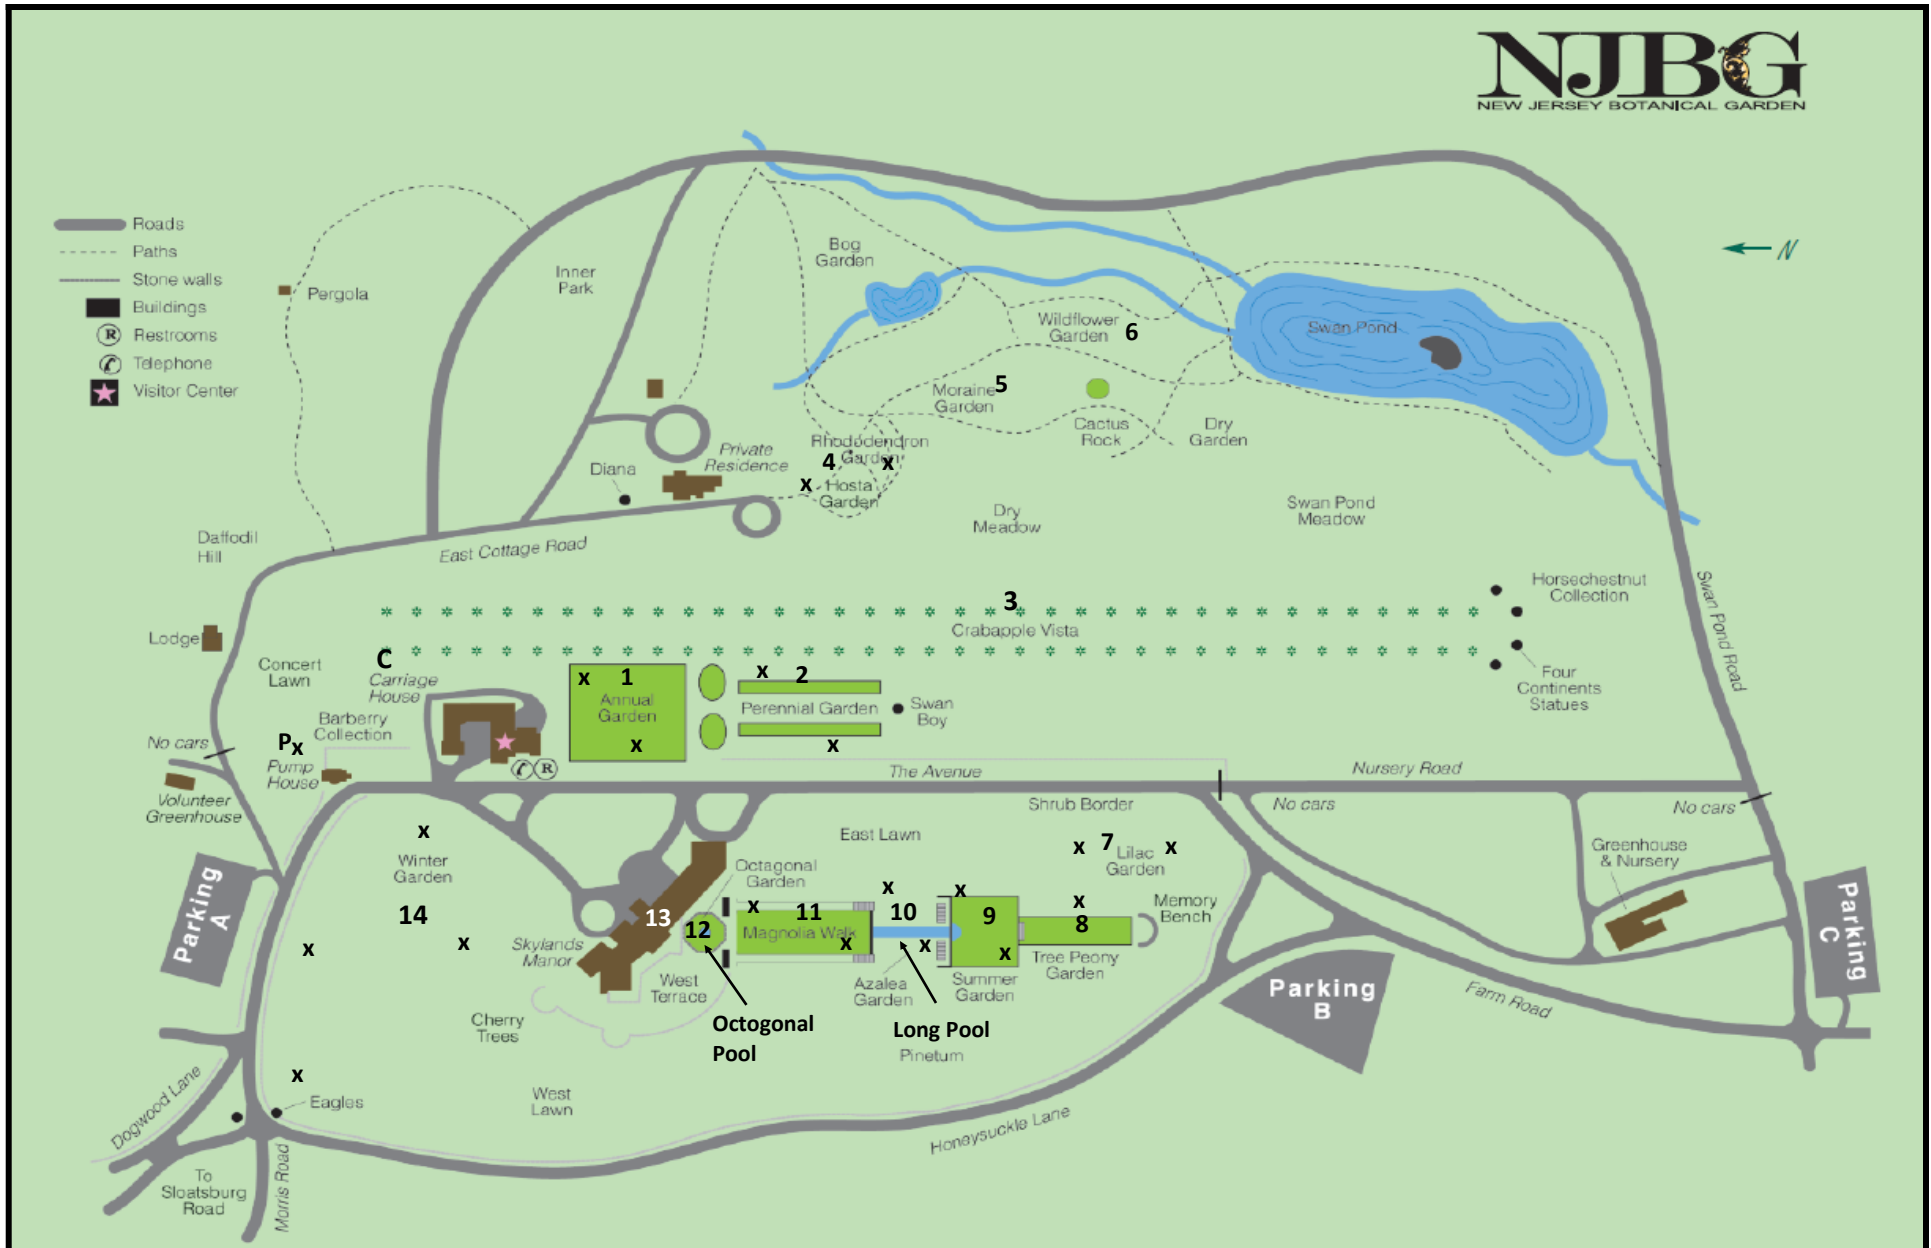 NJBG
NEW JERSEY BOTANICAL GARDEN
N
Roads
Paths
Stone walls
Buildings
R
Restrooms
Telephone
Visitor Center
Pergola
Inner
Park
Bog
Garden
Wildflower
Garden
6
Swan Pond
Moraine
Garden
5
Cactus
Rock
Dry
Garden
Rhododendron
Garden
4
x
x
Hosta
Garden
Private
Residence
Diana
Dry
Meadow
Swan Pond
Meadow
Daffodil
Hill
East Cottage Road
Swan Pond Road
Horsechestnut
Collection
3
Crabapple Vista
Four
Continents
Statues
Lodge
Concert
Lawn
C
Carriage
House
x
1
Annual
Garden
x
x
2
Perennial Garden
x
Swan
Boy
Barberry
Collection
No cars
P
x
Pump
House
R
Volunteer
Greenhouse
The Avenue
Nursery Road
No cars
No cars
Shrub Border
East Lawn
x
7
x
Lilac
Garden
Greenhouse
& Nursery
x
Winter
Garden
14
x
x
Parking
A
Octagonal
Garden
13
12
Skylands
Manor
West
Terrace
x
11
Magnolia Walk
x
x
10
x
x
9
x
x
8
Memory
Bench
Tree Peony
Garden
Azalea
Garden
Summer
Garden
Parking
B
Parking
C
Farm Road
Cherry
Trees
Octogonal
Pool
Long Pool
Pinetum
x
Eagles
West
Lawn
Honeysuckle Lane
Dogwood Lane
To
Sloatsburg
Road
Morris Road